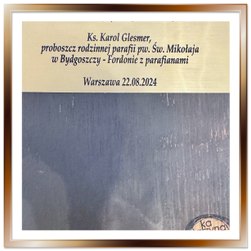 Ks. Karol Glesmer,
proboszcz rodzinnej parafii pw. Św. Mikołaja
w Bydgoszczy - Fordonie z parafianami
Warszawa 22.08.2024